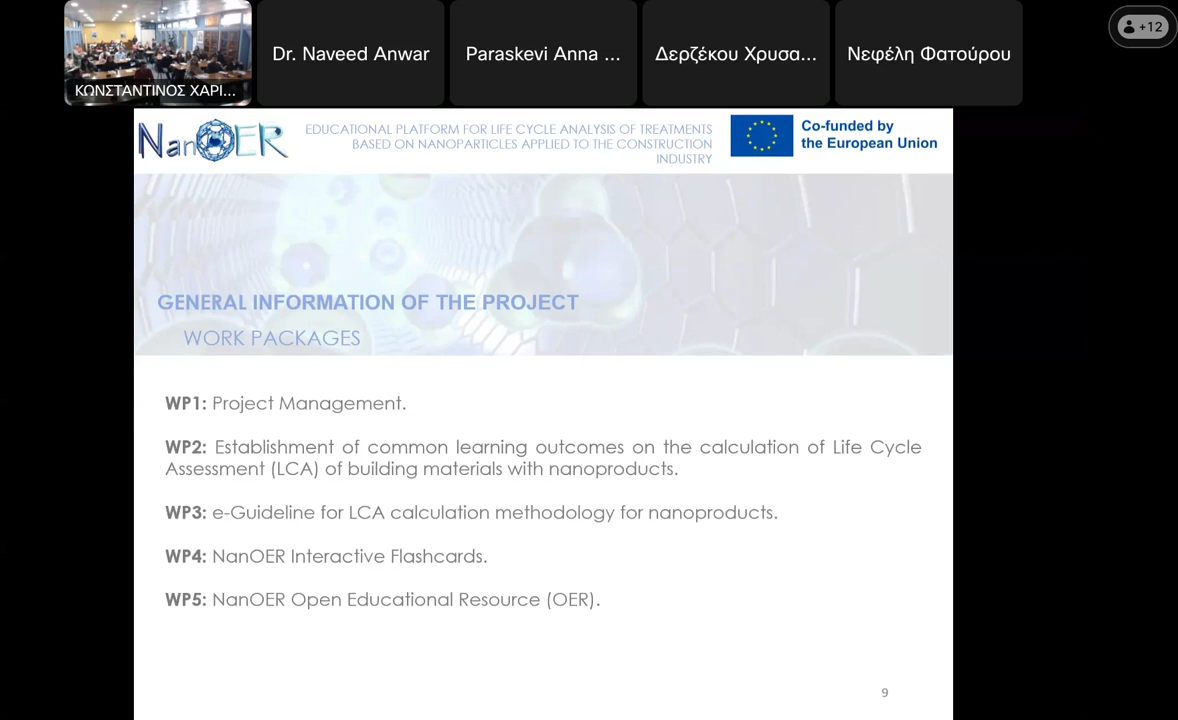 ΚΩΝΣΤΑΝΤΙΝΟΣ ΧΑΡΙ...
Dr. Naveed Anwar
Paraskevi Anna ...
Δερζέκου Χρυσα...
Νεφέλη Φατούρου
+12
NanOER
EDUCATIONAL PLATFORM FOR LIFE CYCLE ANALYSIS OF TREATMENTS
BASED ON NANOPARTICLES APPLIED TO THE CONSTRUCTION
INDUSTRY
Co-funded by
the European Union
GENERAL INFORMATION OF THE PROJECT
WORK PACKAGES
WP1: Project Management.
WP2: Establishment of common learning outcomes on the calculation of Life Cycle
Assessment (LCA) of building materials with nanoproducts.
WP3: e-Guideline for LCA calculation methodology for nanoproducts.
WP4: NanOER Interactive Flashcards.
WP5: NanOER Open Educational Resource (OER).
9